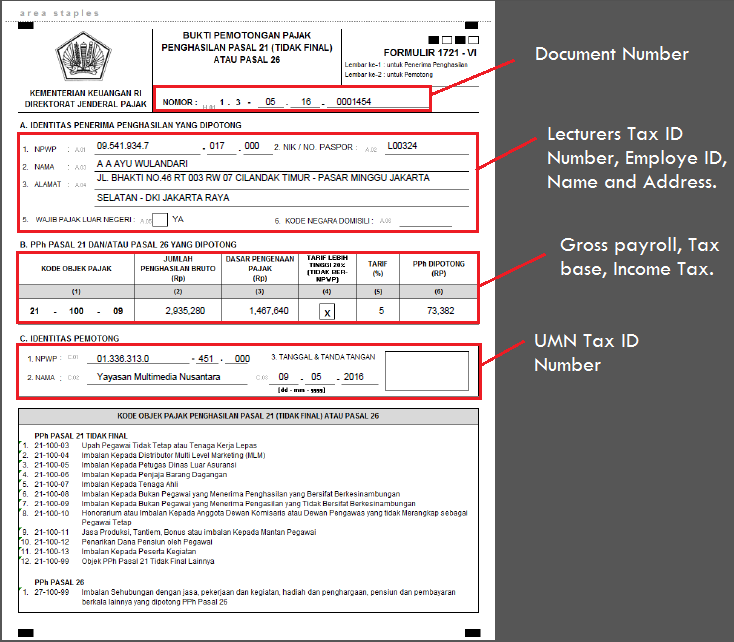 area staples
BUKTI PEMOTONGAN PAJAK
PENGHASILAN PASAL 21 (TIDAK FINAL)
ATAU PASAL 26
FORMULIR 1721 - VI
Lembar ke-1 : untuk Penerima Penghasilan
Lembar ke-2 : untuk Pemotong
KEMENTERIAN KEUANGAN RI
DIREKTORAT JENDERAL PAJAK
NOMOR : H.01 1 . 3 - 05 . 16 - 0001454
Document Number
A. IDENTITAS PENERIMA PENGHASILAN YANG DIPOTONG
1. NPWP : A.01 09.541.934.7 . 017 . 000 2. NIK / NO. PASPOR : A.02 L00324
2. NAMA : A.03 A A AYU WULANDARI
3. ALAMAT : A.04 JL. BHAKTI NO.46 RT 003 RW 07 CILANDAK TIMUR - PASAR MINGGU JAKARTA
SELATAN - DKI JAKARTA RAYA
5. WAJIB PAJAK LUAR NEGERI : A.05 YA 6. KODE NEGARA DOMISILI : A.06
Lecturers Tax ID
Number, Employe ID,
Name and Address.
B. PPh PASAL 21 DAN/ATAU PASAL 26 YANG DIPOTONG
KODE OBJEK PAJAK JUMLAH PENGHASILAN BRUTO (Rp) DASAR PENGENAAN PAJAK (Rp) TARIF LEBIH TINGGI 20% (TIDAK BER-NPWP) TARIF (%) PPh DIPOTONG (RP)
(1) (2) (3) (4) (5) (6)
21 - 100 - 09 2,935,280 1,467,640 X 5 73,382
Gross payroll, Tax
base, Income Tax.
C. IDENTITAS PEMOTONG
1. NPWP : C.01 01.336.313.0 - 451 . 000 3. TANGGAL & TANDA TANGAN
2. NAMA : C.02 Yayasan Multimedia Nusantara C.03 09 - 05 - 2016
(dd - mm - yyyy)
UMN Tax ID
Number
KODE OBJEK PAJAK PENGHASILAN PASAL 21 (TIDAK FINAL) ATAU PASAL 26
PPh PASAL 21 TIDAK FINAL
1. 21-100-03 Upah Pegawai Tidak Tetap atau Tenaga Kerja Lepas
2. 21-100-04 Imbalan Kepada Distributor Multi Level Marketing (MLM)
3. 21-100-05 Imbalan Kepada Petugas Dinas Luar Asuransi
4. 21-100-06 Imbalan Kepada Penjaja Barang Dagangan
5. 21-100-07 Imbalan Kepada Tenaga Ahli
6. 21-100-08 Imbalan Kepada Bukan Pegawai yang Menerima Penghasilan yang Bersifat Berkesinambungan
7. 21-100-09 Imbalan Kepada Bukan Pegawai yang Menerima Pengasilan yang Tidak Bersifat Berkesinambungan
8. 21-100-10 Honorarium atau Imbalan Kepada Anggota Dewan Komisaris atau Dewan Pengawas yang tidak Merangkap sebagai
Pegawai Tetap
9. 21-100-11 Jasa Produksi, Tantiem, Bonus atau imbalan Kepada Mantan Pegawai
10. 21-100-12 Penarikan Dana Pensiun oleh Pegawai
11. 21-100-13 Imbalan Kepada Peserta Kegiatan
12. 21-100-99 Objek PPh Pasal 21 Tidak Final Lainnya
PPh PASAL 26
1. 27-100-99 Imbalan Sehubungan dengan jasa, pekerjaan dan kegiatan, hadiah dan penghargaan, pensiun dan pembayaran
berkala lainnya yang dipotong PPh Pasal 26